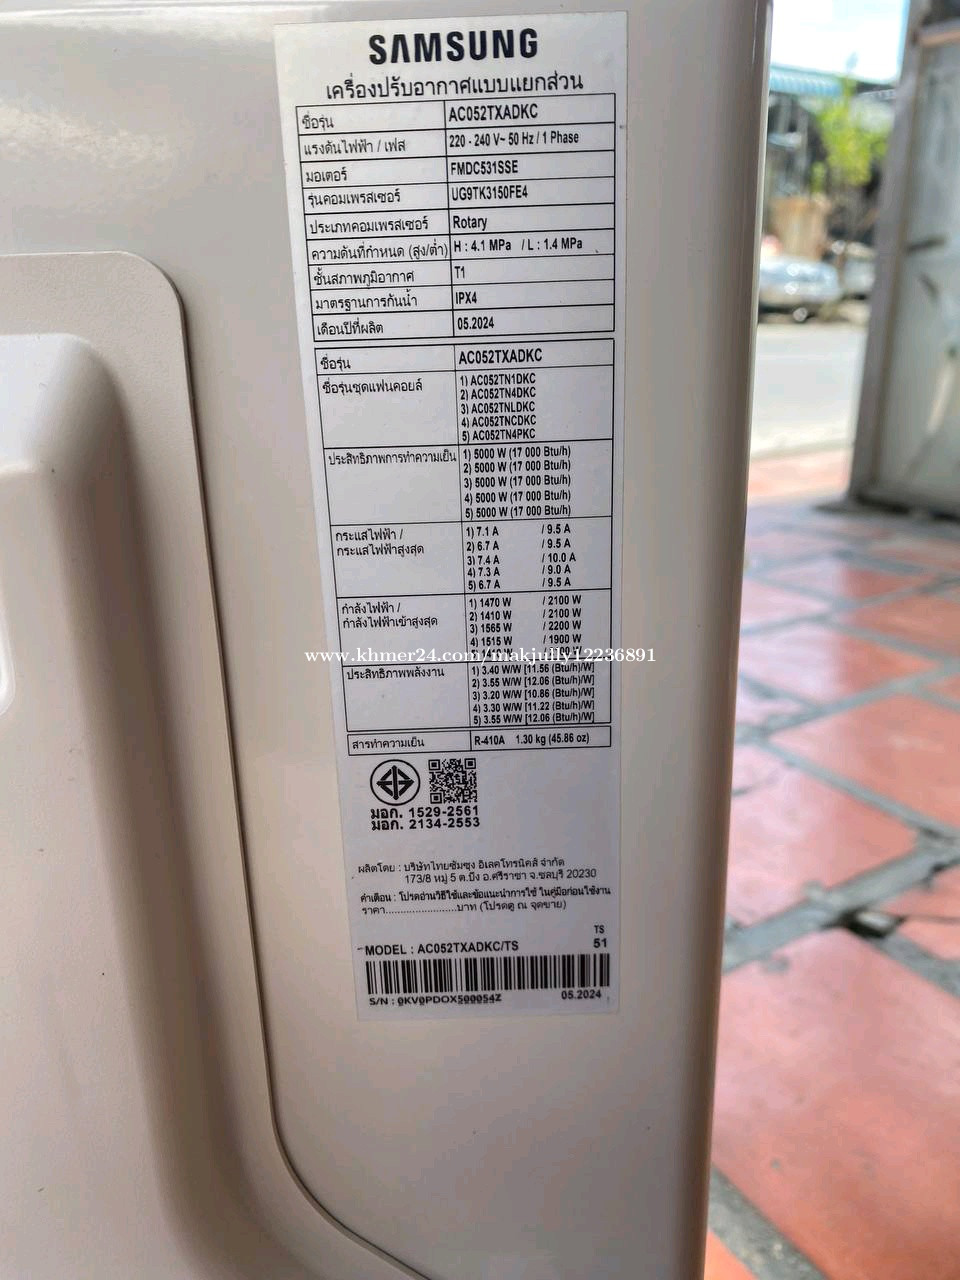 SAMSUNG
เครื่องปรับอากาศแบบแยกส่วน
ชื่อรุ่น AC052TXADKC
แรงดันไฟฟ้า / เฟส 220 - 240 V~ 50 Hz / 1 Phase
มอเตอร์ FMDC531SSE
รุ่นคอมเพรสเซอร์ UG9TK3150FE4
ประเภทคอมเพรสเซอร์ Rotary
ความดันที่กำหนด (สูง/ต่ำ) H : 4.1 MPa / L : 1.4 MPa
ชั้นสภาพภูมิอากาศ T1
มาตรฐานการกันน้ำ IPX4
เดือนปีที่ผลิต 05.2024
ชื่อรุ่น AC052TXADKC
ชื่อรุ่นชุดแฟนคอยล์ 1) AC052TN1DKC
2) AC052TN4DKC
3) AC052TNLDKC
4) AC052TNCDKC
5) AC052TN4PKC
ประสิทธิภาพการทำความเย็น 1) 5000 W (17 000 Btu/h)
2) 5000 W (17 000 Btu/h)
3) 5000 W (17 000 Btu/h)
4) 5000 W (17 000 Btu/h)
5) 5000 W (17 000 Btu/h)
กระแสไฟฟ้า / 1) 7.1 A / 9.5 A
กระแสไฟฟ้าสูงสุด 2) 6.7 A / 9.5 A
3) 7.4 A / 10.0 A
4) 7.3 A / 9.0 A
5) 6.7 A / 9.5 A
กำลังไฟฟ้า / 1) 1470 W / 2100 W
กำลังไฟฟ้าเข้าสูงสุด 2) 1410 W / 2100 W
3) 1565 W / 2200 W
4) 1515 W / 1900 W
www.khmer24.com/makjully12236891
ประสิทธิภาพพลังงาน 1) 3.40 W/W [11.56 (Btu/h)/W]
2) 3.55 W/W [12.06 (Btu/h)/W]
3) 3.20 W/W [10.86 (Btu/h)/W]
4) 3.30 W/W [11.22 (Btu/h)/W]
5) 3.55 W/W [12.06 (Btu/h)/W]
สารทำความเย็น R-410A 1.30 kg (45.86 oz)
มอก. 1529-2561
มอก. 2134-2553
ผลิตโดย : บริษัทไทยซัมซุง อิเลคโทรนิคส์ จำกัด
173/8 หมู่ 5 ต.บึง อ.ศรีราชา จ.ชลบุรี 20230
คำเตือน : โปรดอ่านวิธีใช้และข้อแนะนำการใช้ ในคู่มือก่อนใช้งาน
ราคา........................บาท (โปรดดู ณ จุดขาย)
TS
MODEL : AC052TXADKC/TS 51
S/N : 0KV0PDOX500054Z 05.2024